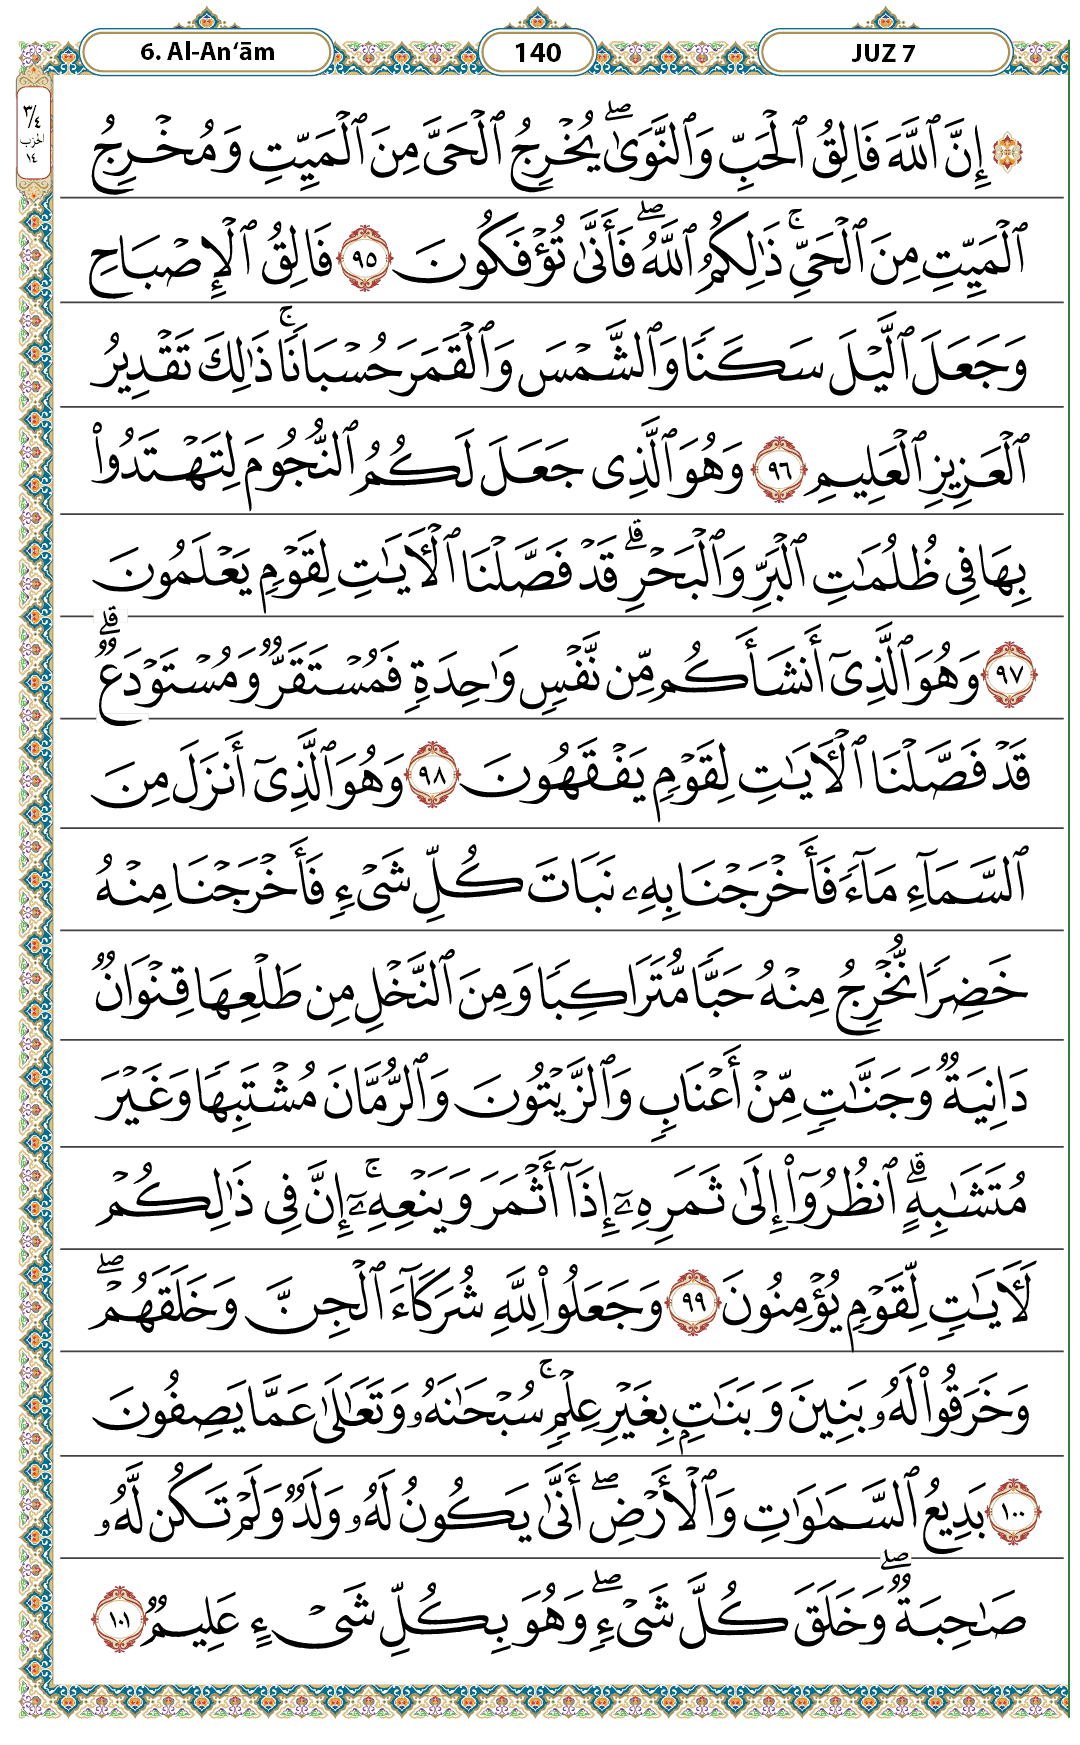 6. Al-An‘ām
140
JUZ 7
٣/٤
الحزب
١٤
۞ إِنَّ ٱللَّهَ فَالِقُ ٱلْحَبِّ وَٱلنَّوَىٰۖ يُخْرِجُ ٱلْحَىَّ مِنَ ٱلْمَيِّتِ وَمُخْرِجُ
ٱلْمَيِّتِ مِنَ ٱلْحَىِّۚ ذَٰلِكُمُ ٱللَّهُۖ فَأَنَّىٰ تُؤْفَكُونَ ٩٥ فَالِقُ ٱلْإِصْبَاحِ
وَجَعَلَ ٱلَّيْلَ سَكَنًا وَٱلشَّمْسَ وَٱلْقَمَرَ حُسْبَانًاۚ ذَٰلِكَ تَقْدِيرُ
ٱلْعَزِيزِ ٱلْعَلِيمِ ٩٦ وَهُوَ ٱلَّذِى جَعَلَ لَكُمُ ٱلنُّجُومَ لِتَهْتَدُوا۟
بِهَا فِى ظُلُمَٰتِ ٱلْبَرِّ وَٱلْبَحْرِۗ قَدْ فَصَّلْنَا ٱلْءَايَٰتِ لِقَوْمٍ يَعْلَمُونَ
٩٧ وَهُوَ ٱلَّذِىٓ أَنشَأَكُم مِّن نَّفْسٍ وَٰحِدَةٍ فَمُسْتَقَرٌّ وَمُسْتَوْدَعٌۗ
قَدْ فَصَّلْنَا ٱلْءَايَٰتِ لِقَوْمٍ يَفْقَهُونَ ٩٨ وَهُوَ ٱلَّذِىٓ أَنزَلَ مِنَ
ٱلسَّمَآءِ مَآءً فَأَخْرَجْنَا بِهِۦ نَبَاتَ كُلِّ شَىْءٍ فَأَخْرَجْنَا مِنْهُ
خَضِرًا نُّخْرِجُ مِنْهُ حَبًّا مُّتَرَاكِبًا وَمِنَ ٱلنَّخْلِ مِن طَلْعِهَا قِنْوَانٌ
دَانِيَةٌ وَجَنَّٰتٍ مِّنْ أَعْنَابٍ وَٱلزَّيْتُونَ وَٱلرُّمَّانَ مُشْتَبِهًا وَغَيْرَ
مُتَشَٰبِهٍۗ ٱنظُرُوٓا۟ إِلَىٰ ثَمَرِهِۦٓ إِذَآ أَثْمَرَ وَيَنْعِهِۦٓۚ إِنَّ فِى ذَٰلِكُمْ
لَءَايَٰتٍ لِّقَوْمٍ يُؤْمِنُونَ ٩٩ وَجَعَلُوا۟ لِلَّهِ شُرَكَآءَ ٱلْجِنَّ وَخَلَقَهُمْۖ
وَخَرَقُوا۟ لَهُۥ بَنِينَ وَبَنَٰتٍۭ بِغَيْرِ عِلْمٍۚ سُبْحَٰنَهُۥ وَتَعَٰلَىٰ عَمَّا يَصِفُونَ
١٠٠ بَدِيعُ ٱلسَّمَٰوَٰتِ وَٱلْأَرْضِۖ أَنَّىٰ يَكُونُ لَهُۥ وَلَدٌ وَلَمْ تَكُن لَّهُۥ
صَٰحِبَةٌۖ وَخَلَقَ كُلَّ شَىْءٍۖ وَهُوَ بِكُلِّ شَىْءٍ عَلِيمٌ ١٠١